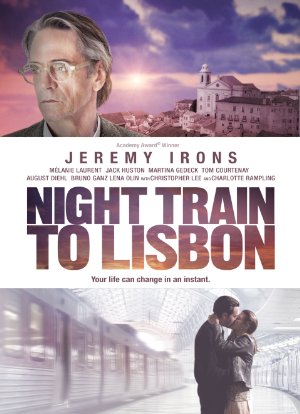 Academy Award® Winner
JEREMY IRONS
MÉLANIE LAURENT JACK HUSTON MARTINA GEDECK TOM COURTENAY
AUGUST DIEHL BRUNO GANZ LENA OLIN WITH CHRISTOPHER LEE AND CHARLOTTE RAMPLING
NIGHT TRAIN
TO LISBON
Your life can change in an instant.